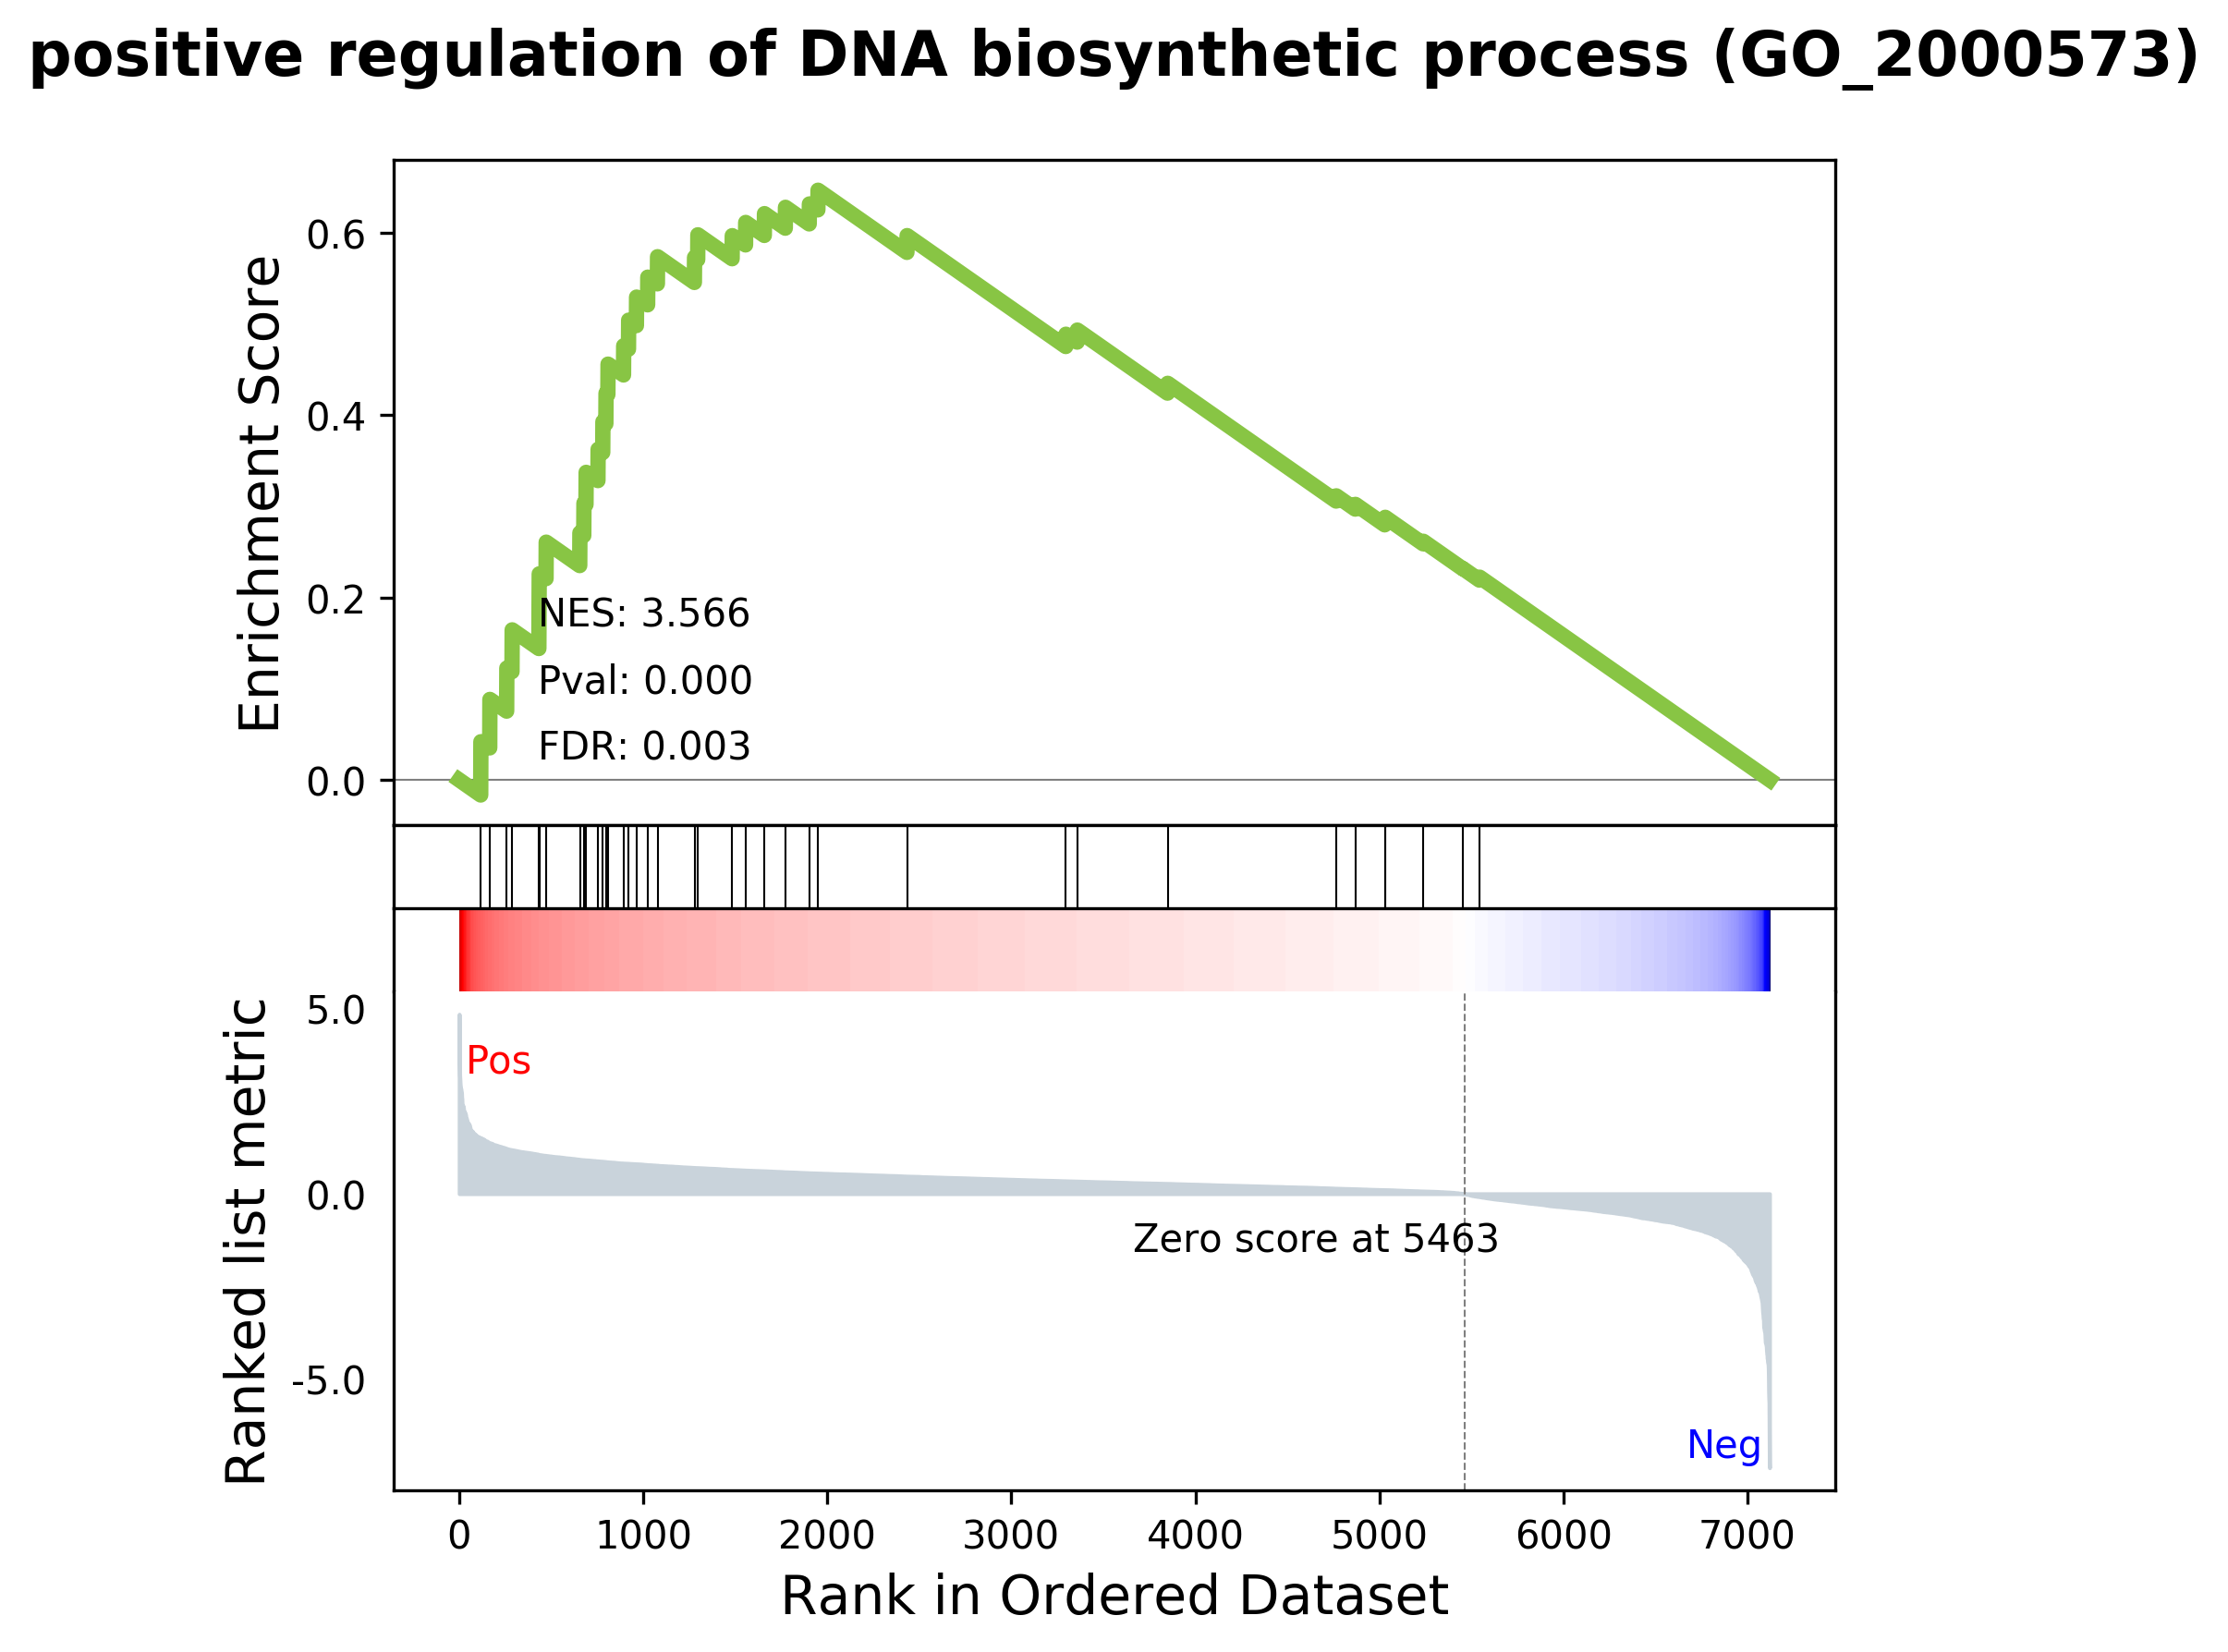 positive regulation of DNA biosynthetic process (GO_2000573)
Enrichment Score
0.6
0.4
0.2
0.0
NES: 3.566
Pval: 0.000
FDR: 0.003
Ranked list metric
5.0
0.0
-5.0
Pos
Zero score at 5463
Neg
0 1000 2000 3000 4000 5000 6000 7000
Rank in Ordered Dataset